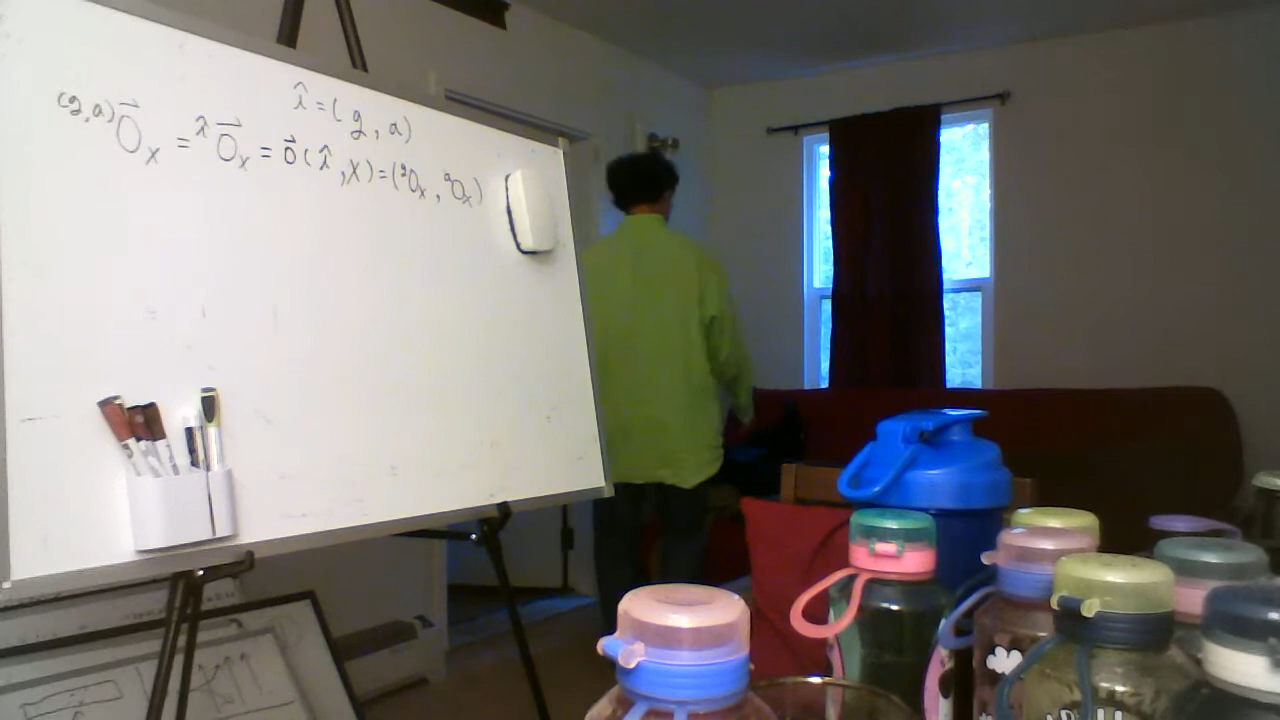 λ̂ = ( g , a )
⁽ᵍ,ᵃ⁾O⃗ₓ = ^λ̂ O⃗ₓ = o⃗ ( λ̂ , x ) = ( ᵍOₓ , ᵃOₓ )